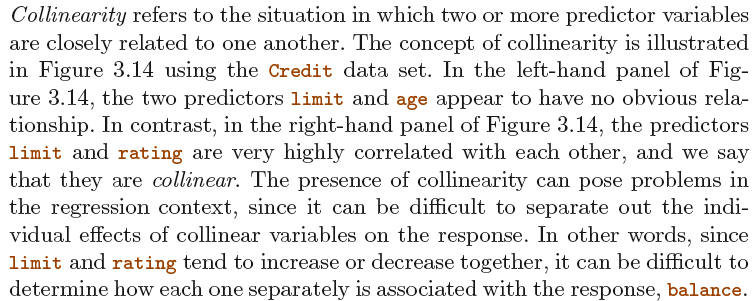 Collinearity refers to the situation in which two or more predictor variables
are closely related to one another. The concept of collinearity is illustrated
in Figure 3.14 using the Credit data set. In the left-hand panel of Fig-
ure 3.14, the two predictors limit and age appear to have no obvious rela-
tionship. In contrast, in the right-hand panel of Figure 3.14, the predictors
limit and rating are very highly correlated with each other, and we say
that they are collinear. The presence of collinearity can pose problems in
the regression context, since it can be difficult to separate out the indi-
vidual effects of collinear variables on the response. In other words, since
limit and rating tend to increase or decrease together, it can be difficult to
determine how each one separately is associated with the response, balance.